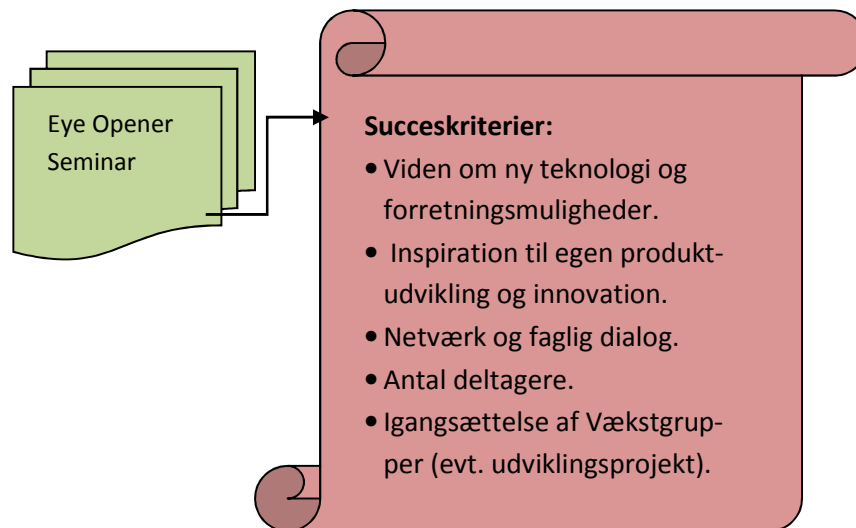 Eye Opener
Seminar
Succeskriterier:
• Viden om ny teknologi og
forretningsmuligheder.
• Inspiration til egen produkt-
udvikling og innovation.
• Netværk og faglig dialog.
• Antal deltagere.
• Igangsættelse af Vækstgrup-
per (evt. udviklingsprojekt).